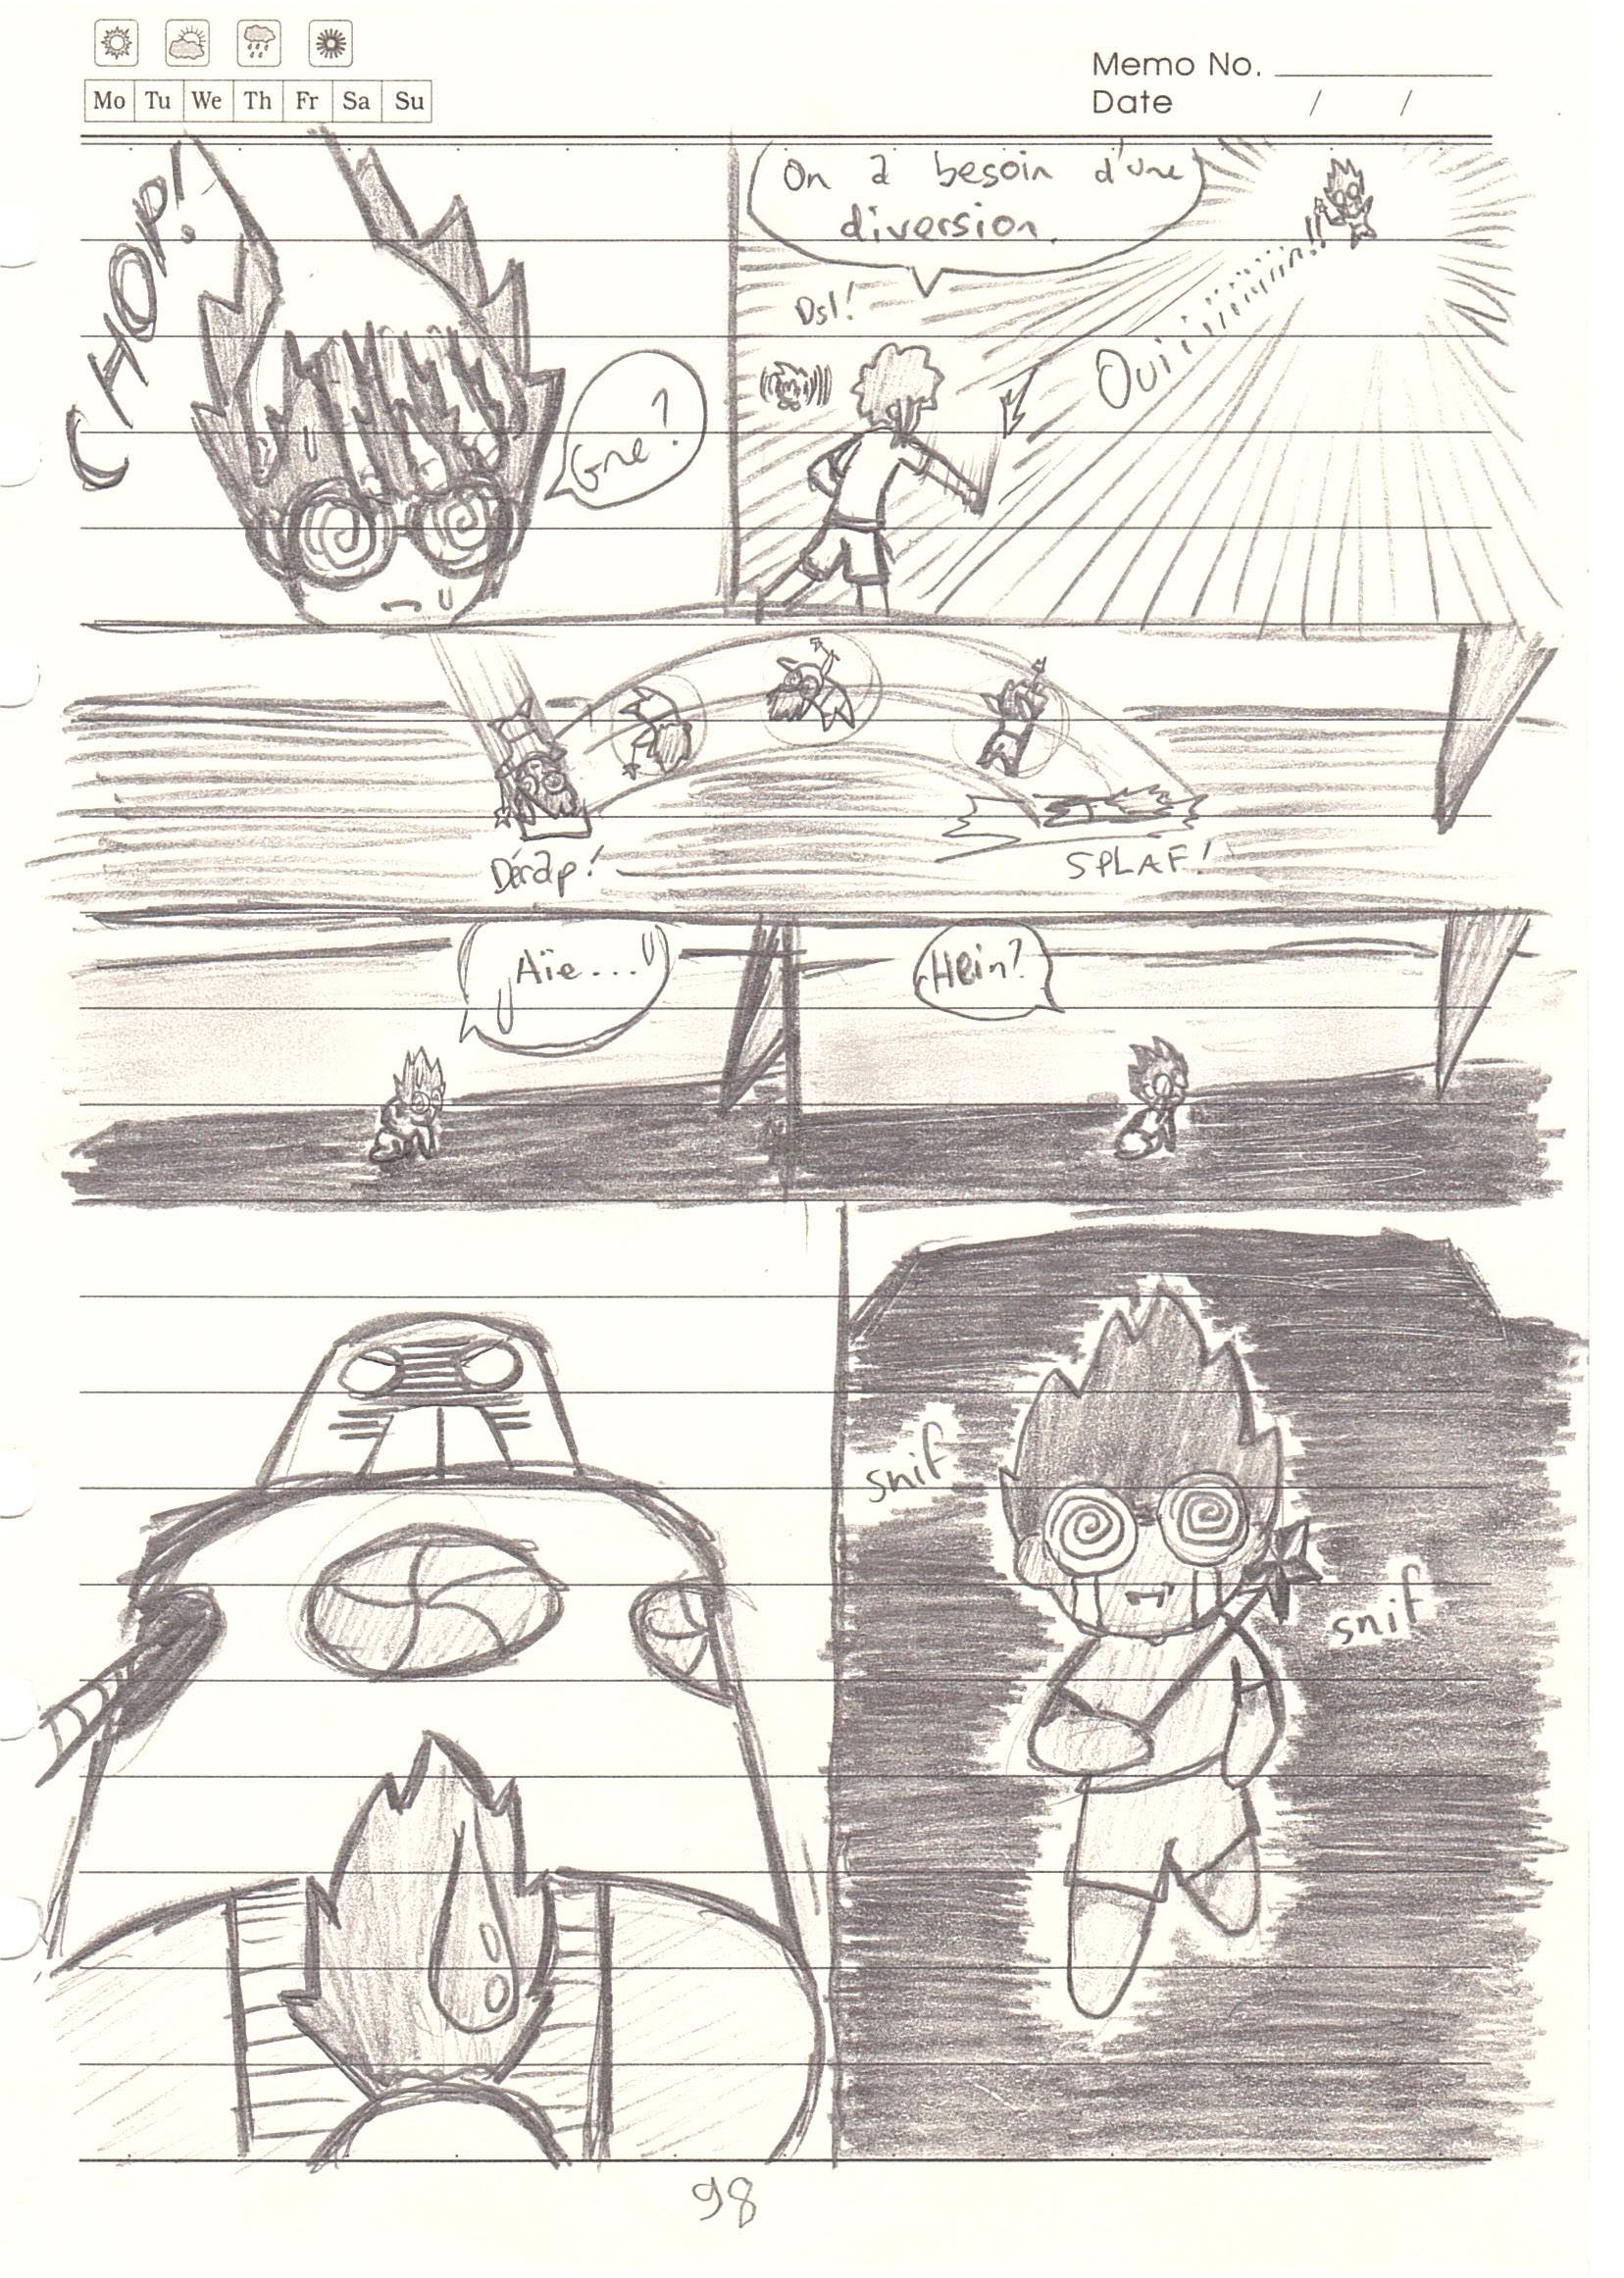 Memo No.
Date / /
Mo Tu We Th Fr Sa Su
CHOP!
Gne?
On a besoin d'une
diversion.
Dsl!
Ouiiiiiiiiin!!!
Dérap!
SPLAF!
Aïe...
Hein?
snif
snif
98